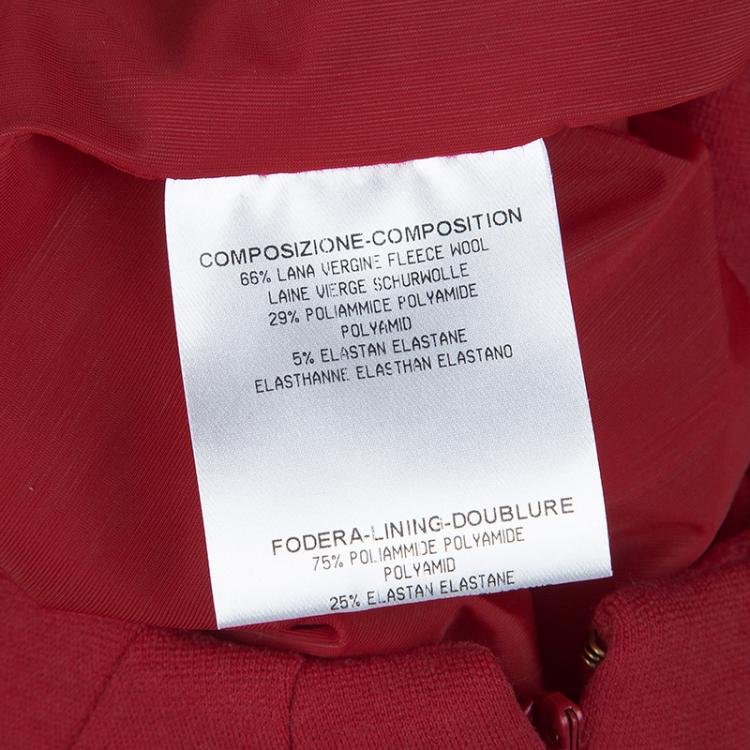 COMPOSIZIONE-COMPOSITION
66% LANA VERGINE FLEECE WOOL
LAINE VIERGE SCHURWOLLE
29% POLIAMMIDE POLYAMIDE
POLYAMID
5% ELASTAN ELASTANE
ELASTHANNE ELASTHAN ELASTANO
FODERA-LINING-DOUBLURE
75% POLIAMMIDE POLYAMIDE
POLYAMID
25% ELASTAN ELASTANE